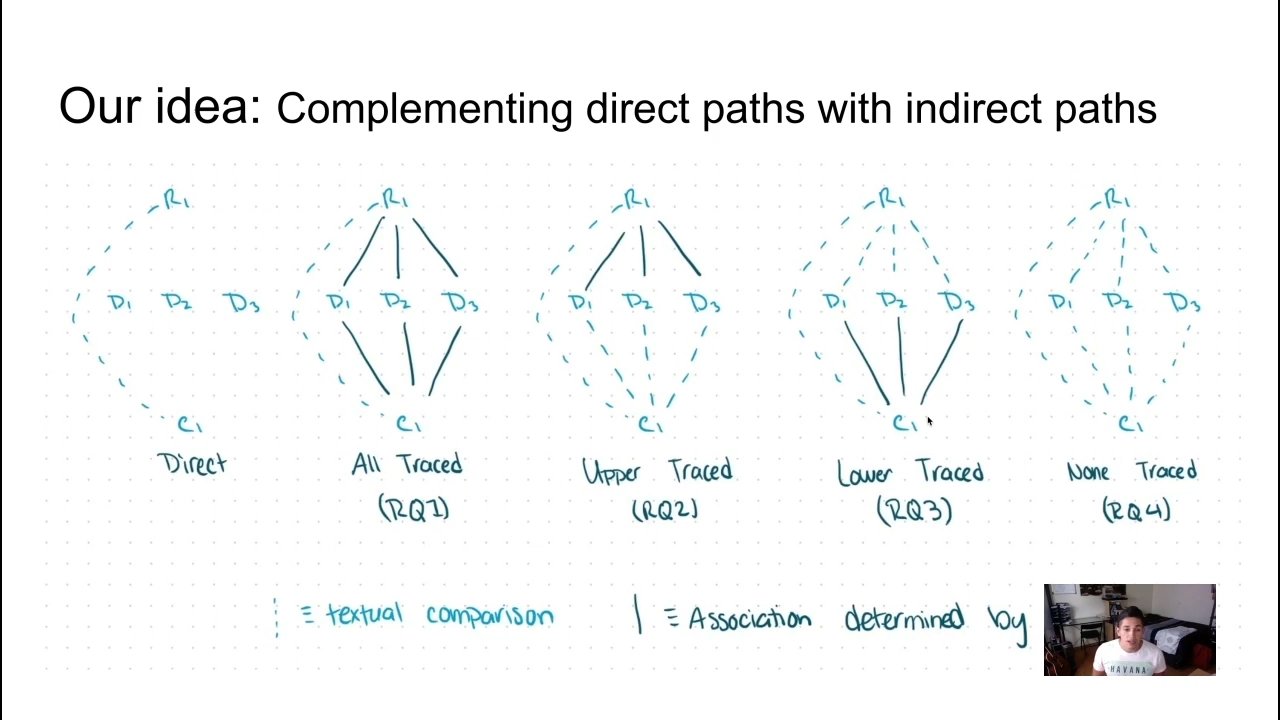 Our idea: Complementing direct paths with indirect paths
R1 R1 R1 R1 R1
D1 D2 D3 D1 D2 D3 D1 D2 D3 D1 D2 D3 D1 D2 D3
C1 C1 C1 C1 C1
Direct All Traced Upper Traced Lower Traced None Traced
(RQ1) (RQ2) (RQ3) (RQ4)
≡ textual comparison | ≡ Association determined by
HAVANA